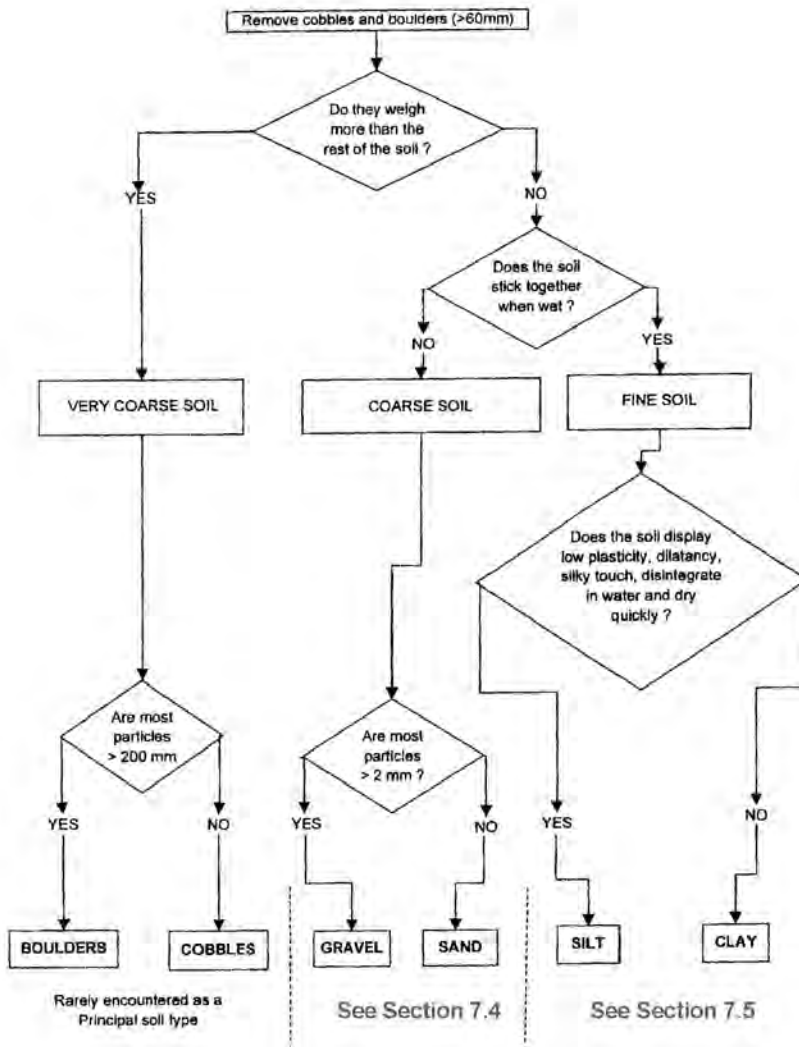 Remove cobbles and boulders (>60mm)
Do they weigh
more than the
rest of the soil ?
YES
NO
Does the soil
stick together
when wet ?
NO
YES
VERY COARSE SOIL
COARSE SOIL
FINE SOIL
Does the soil display
low plasticity, dilatancy,
silky touch, disintegrate
in water and dry
quickly ?
Are most
particles
> 200 mm
Are most
particles
> 2 mm ?
YES
NO
YES
NO
YES
NO
BOULDERS
COBBLES
GRAVEL
SAND
SILT
CLAY
Rarely encountered as a
Principal soil type
See Section 7.4
See Section 7.5